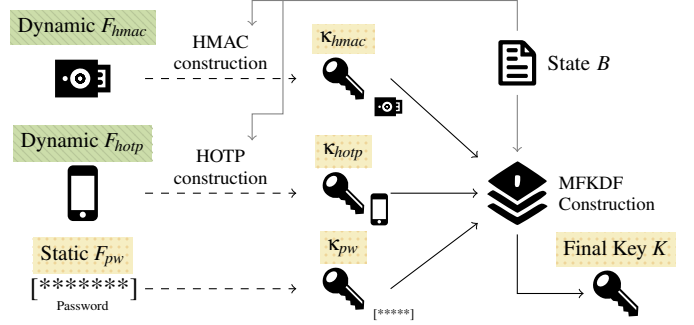 Dynamic F_hmac
HMAC
construction
κ_hmac
State B
Dynamic F_hotp
HOTP
construction
κ_hotp
MFKDF
Construction
Static F_pw
[*******]
Password
κ_pw
[*****]
Final Key K